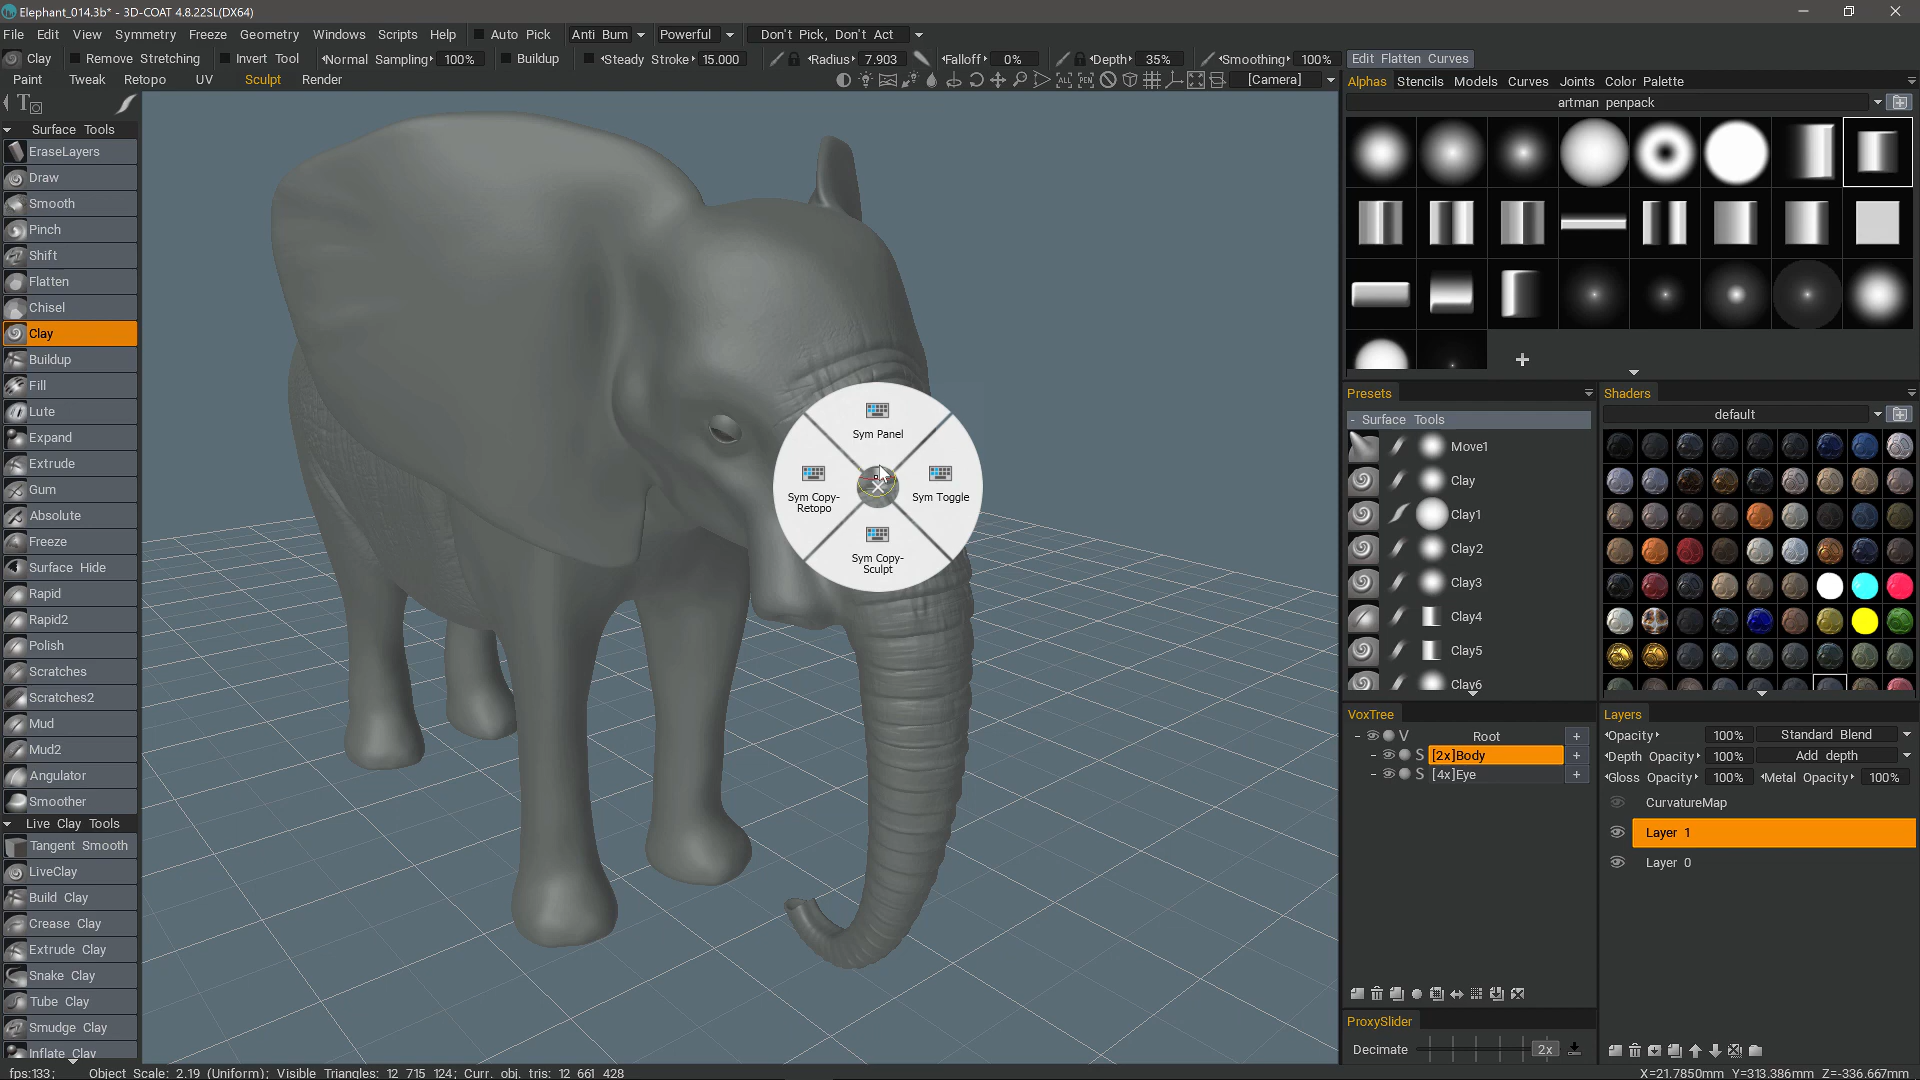 Elephant_014.3b* - 3D-COAT 4.8.22SL(DX64)
File Edit View Symmetry Freeze Geometry Windows Scripts Help Auto Pick Anti Bum Powerful Don't Pick, Don't Act
Clay Remove Stretching Invert Tool Normal Sampling 100% Buildup Steady Stroke 15.000 Radius 7.903 Falloff 0% Depth 35% Smoothing 100% Edit Flatten Curves
Paint Tweak Retopo UV Sculpt Render ALL PEN [Camera]
Alphas Stencils Models Curves Joints Color Palette
artman penpack
Surface Tools
EraseLayers
Draw
Smooth
Pinch
Shift
Flatten
Chisel
Clay
Buildup
Fill
Lute
Expand
Extrude
Gum
Absolute
Freeze
Surface Hide
Rapid
Rapid2
Polish
Scratches
Scratches2
Mud
Mud2
Angulator
Smoother
Live Clay Tools
Tangent Smooth
LiveClay
Build Clay
Crease Clay
Extrude Clay
Snake Clay
Tube Clay
Smudge Clay
Inflate Clay
Sym Panel
Sym Copy-
Retopo
Sym Toggle
Sym Copy-
Sculpt
Presets
- Surface Tools
Move1
Clay
Clay1
Clay2
Clay3
Clay4
Clay5
Clay6
Shaders
default
VoxTree
- V Root +
- S [2x]Body +
- S [4x]Eye +
ProxySlider
Decimate 2x
Layers
Opacity 100% Standard Blend
Depth Opacity 100% Add depth
Gloss Opacity 100% Metal Opacity 100%
CurvatureMap
Layer 1
Layer 0
fps:133; Object Scale: 2.19 (Uniform); Visible Triangles: 12 715 124; Curr. obj. tris: 12 661 428
X=21.7850mm Y=313.386mm Z=-336.667mm